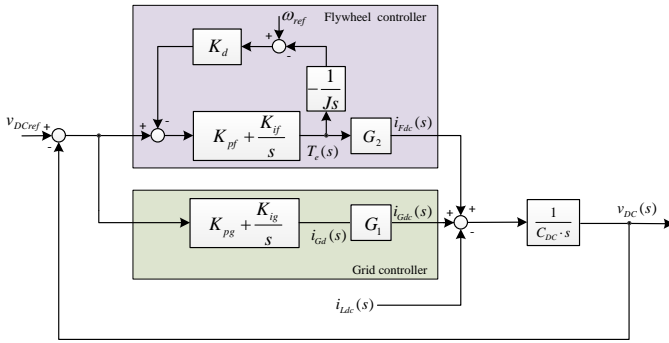 Flywheel controller
ω_ref
+
-
K_d
-1/Js
v_DCref
+
-
+
-
K_pf + K_if/s
T_e(s)
G_2
i_Fdc(s)
K_pg + K_ig/s
i_Gd(s)
G_1
i_Gdc(s)
+
+
-
1/C_DC·s
v_DC(s)
Grid controller
i_Ldc(s)